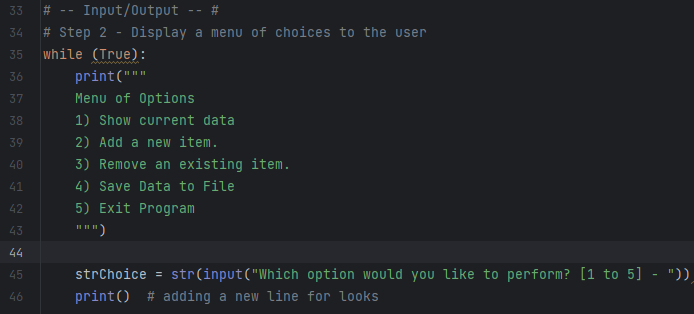 33 # -- Input/Output -- #
34 # Step 2 - Display a menu of choices to the user
35 while (True):
36     print("""
37     Menu of Options
38     1) Show current data
39     2) Add a new item.
40     3) Remove an existing item.
41     4) Save Data to File
42     5) Exit Program
43     """)
44
45     strChoice = str(input("Which option would you like to perform? [1 to 5] - "))
46     print()  # adding a new line for looks